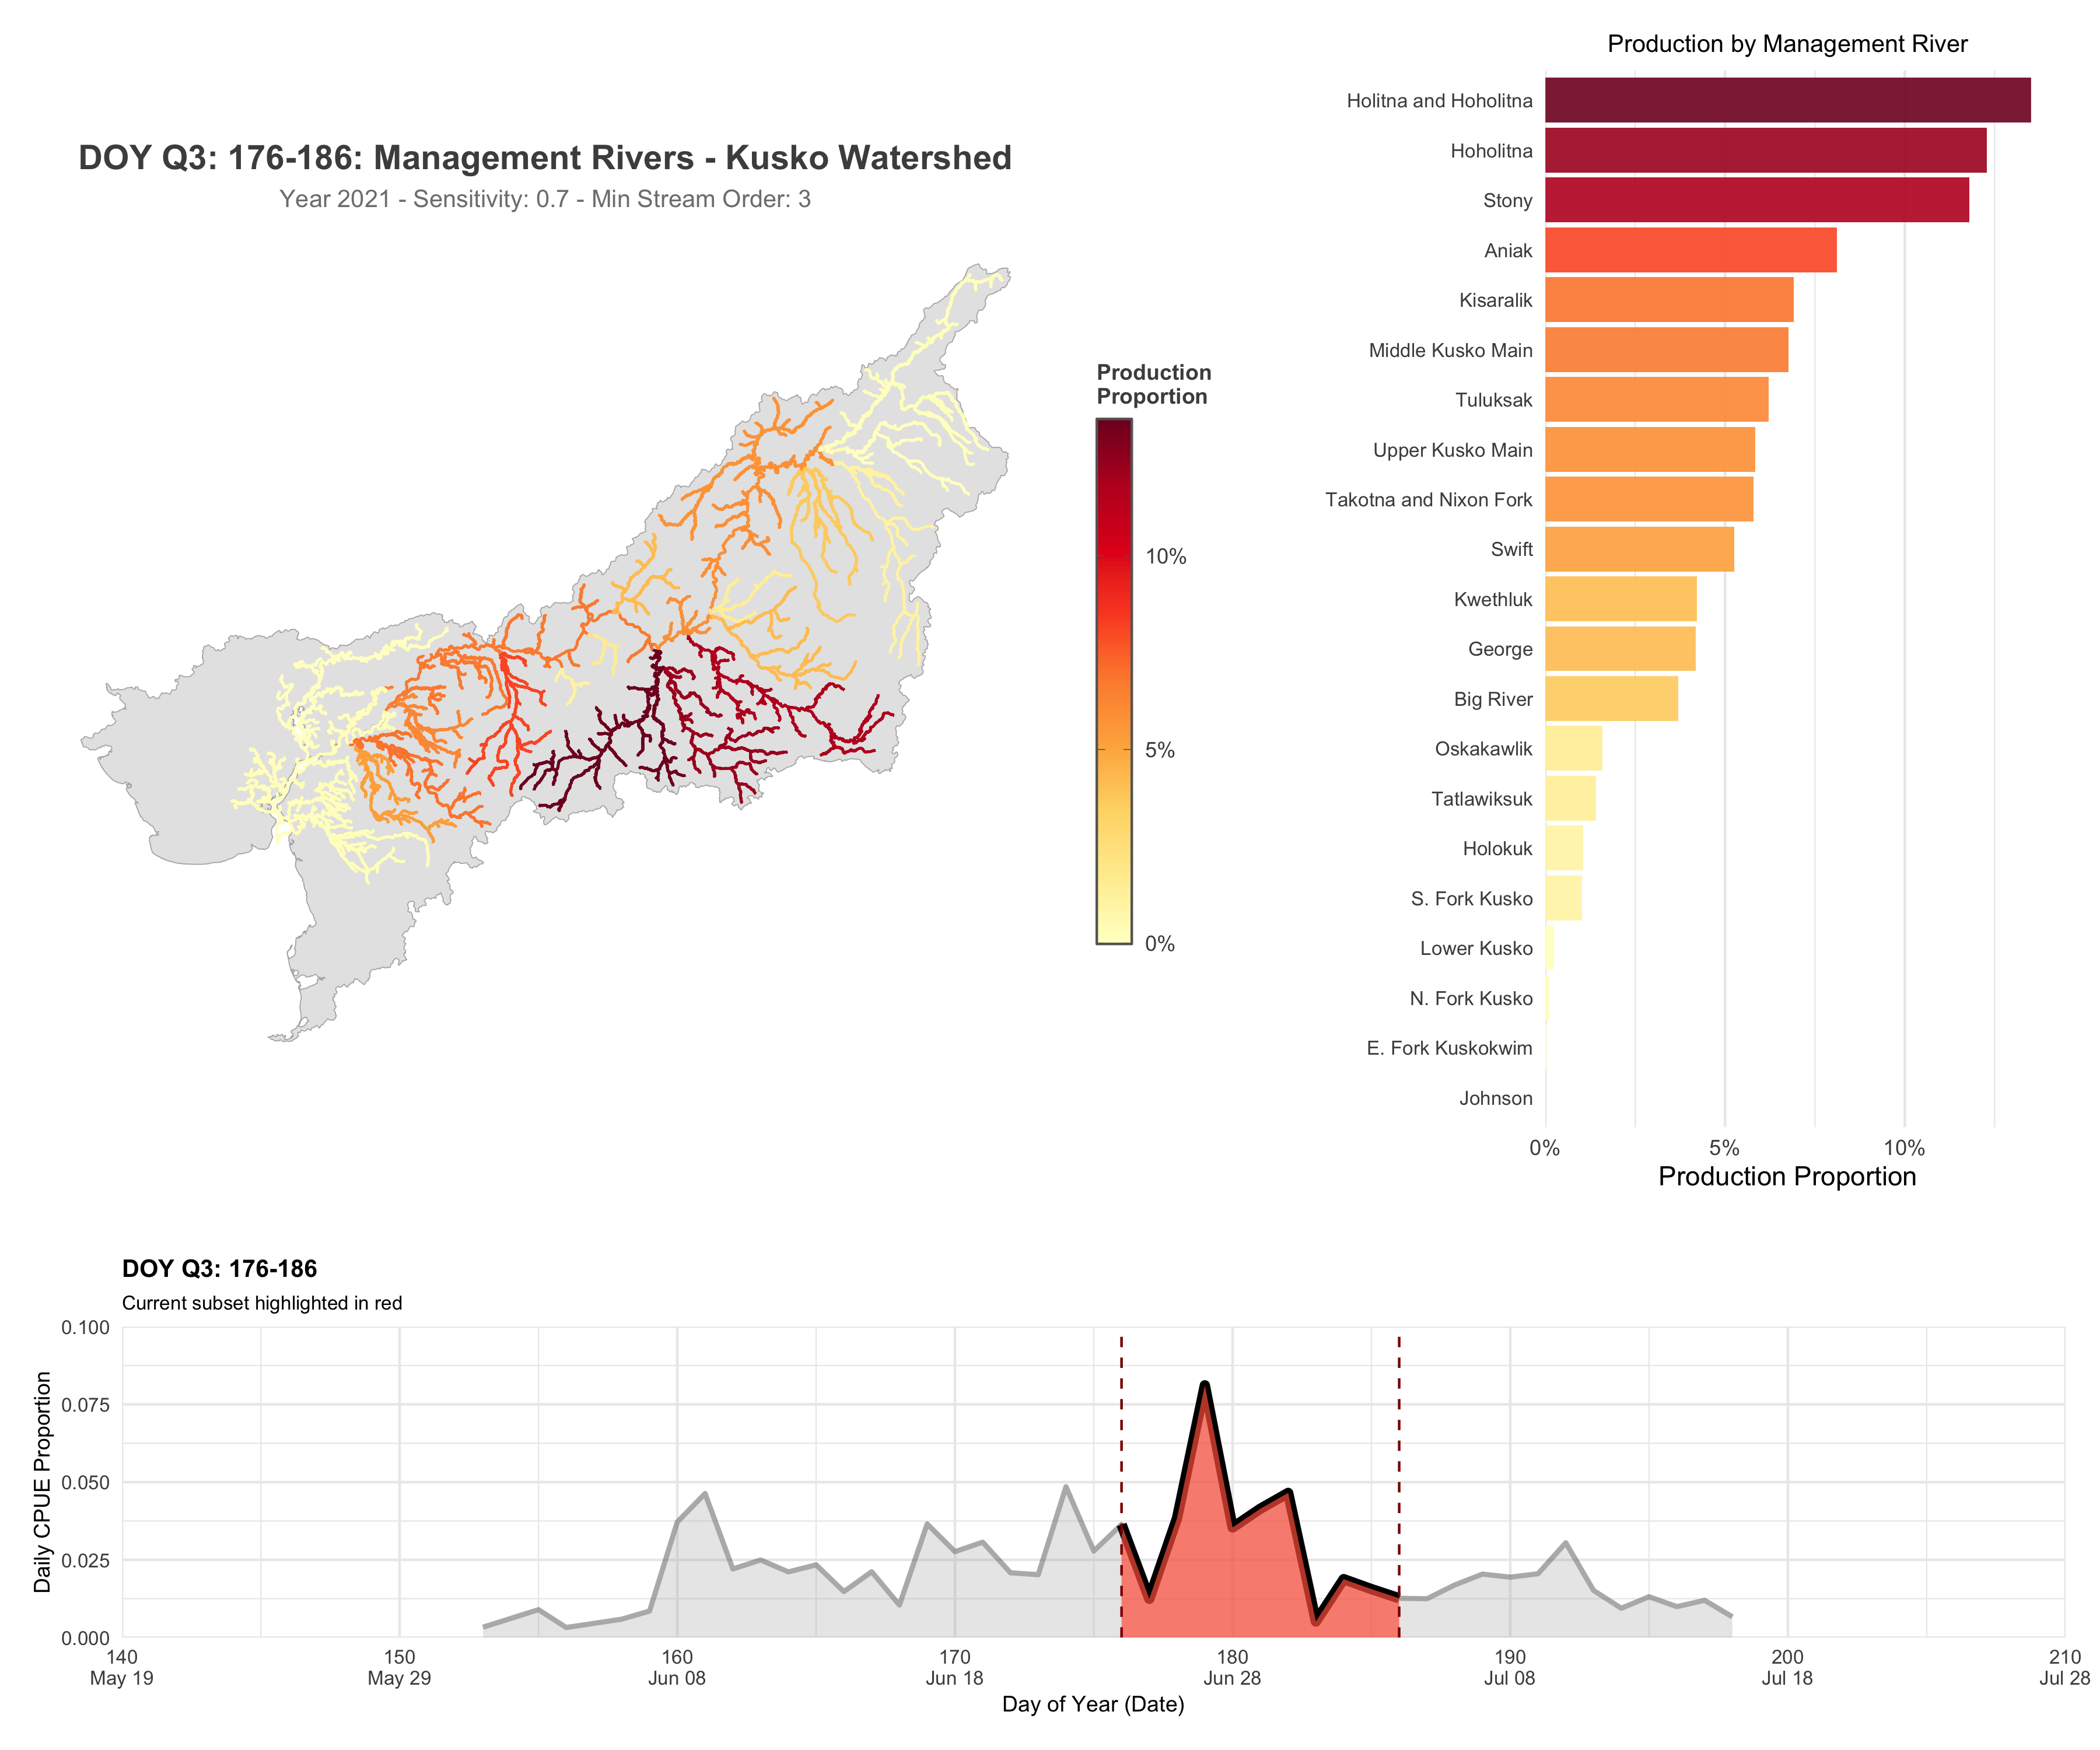 DOY Q3: 176-186: Management Rivers - Kusko Watershed
Year 2021 - Sensitivity: 0.7 - Min Stream Order: 3
Production
Proportion
10%
5%
0%
Production by Management River
Holitna and Hoholitna
Hoholitna
Stony
Aniak
Kisaralik
Middle Kusko Main
Tuluksak
Upper Kusko Main
Takotna and Nixon Fork
Swift
Kwethluk
George
Big River
Oskakawlik
Tatlawiksuk
Holokuk
S. Fork Kusko
Lower Kusko
N. Fork Kusko
E. Fork Kuskokwim
Johnson
0% 5% 10%
Production Proportion
DOY Q3: 176-186
Current subset highlighted in red
Daily CPUE Proportion
0.100
0.075
0.050
0.025
0.000
140 150 160 170 180 190 200 210
May 19 May 29 Jun 08 Jun 18 Jun 28 Jul 08 Jul 18 Jul 28
Day of Year (Date)